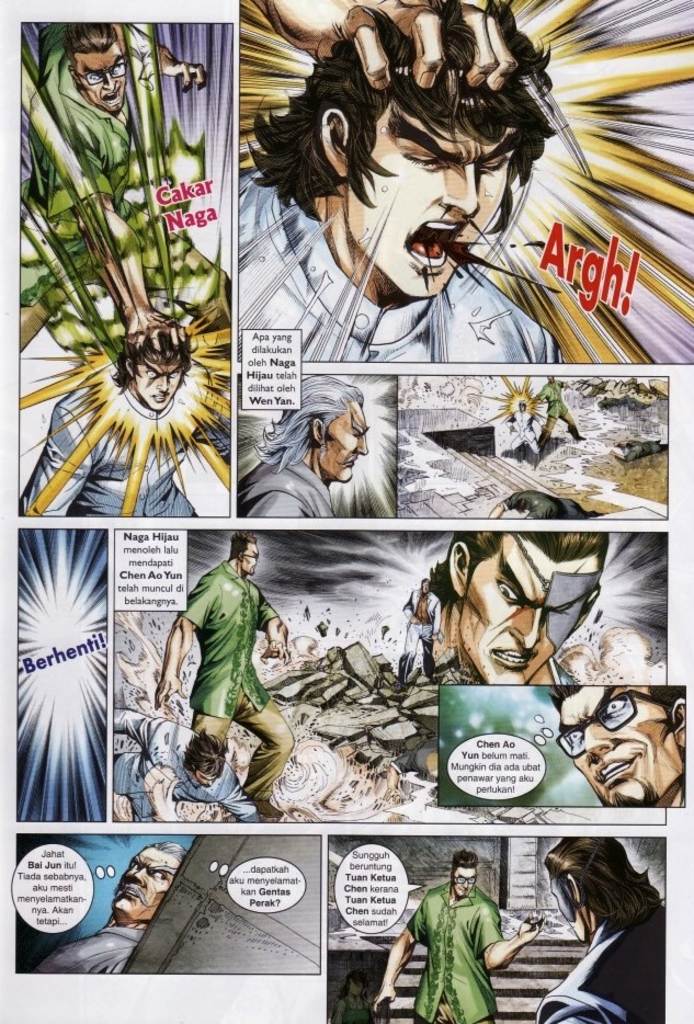 Cakar
Naga
Argh!
Apa yang
dilakukan
oleh Naga
Hijau telah
dilihat oleh
Wen Yan.
Berhenti!
Naga Hijau
menoleh lalu
mendapati
Chen Ao Yun
telah muncul di
belakangnya.
Chen Ao
Yun belum mati.
Mungkin dia ada ubat
penawar yang aku
perlukan!
Jahat
Bai Jun itu!
Tiada sebabnya,
aku mesti
menyelamatkan-
nya. Akan
tetapi...
...dapatkah
aku menyelamat-
kan Gentas
Perak?
Sungguh
beruntung
Tuan Ketua
Chen kerana
Tuan Ketua
Chen sudah
selamat!